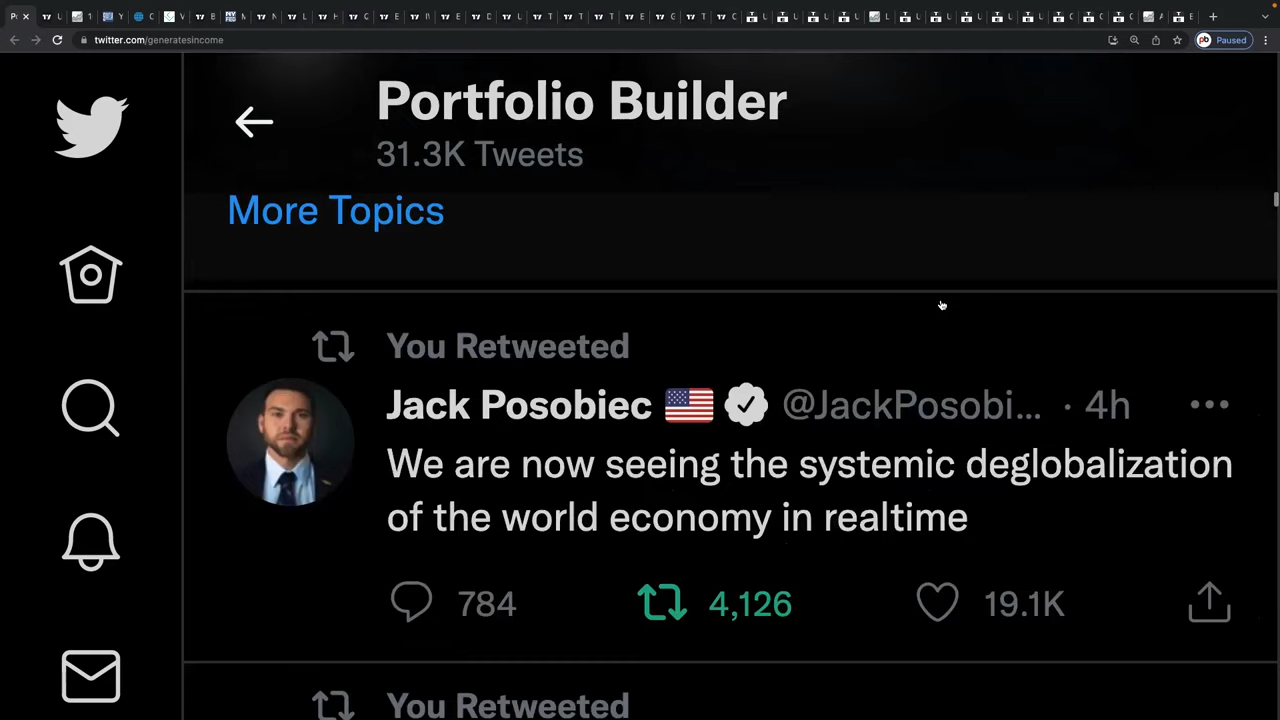 twitter.com/generatesincome
Paused
Portfolio Builder
31.3K Tweets
More Topics
You Retweeted
Jack Posobiec 🇺🇸 @JackPosobi... · 4h
We are now seeing the systemic deglobalization
of the world economy in realtime
784 4,126 19.1K
You Retweeted